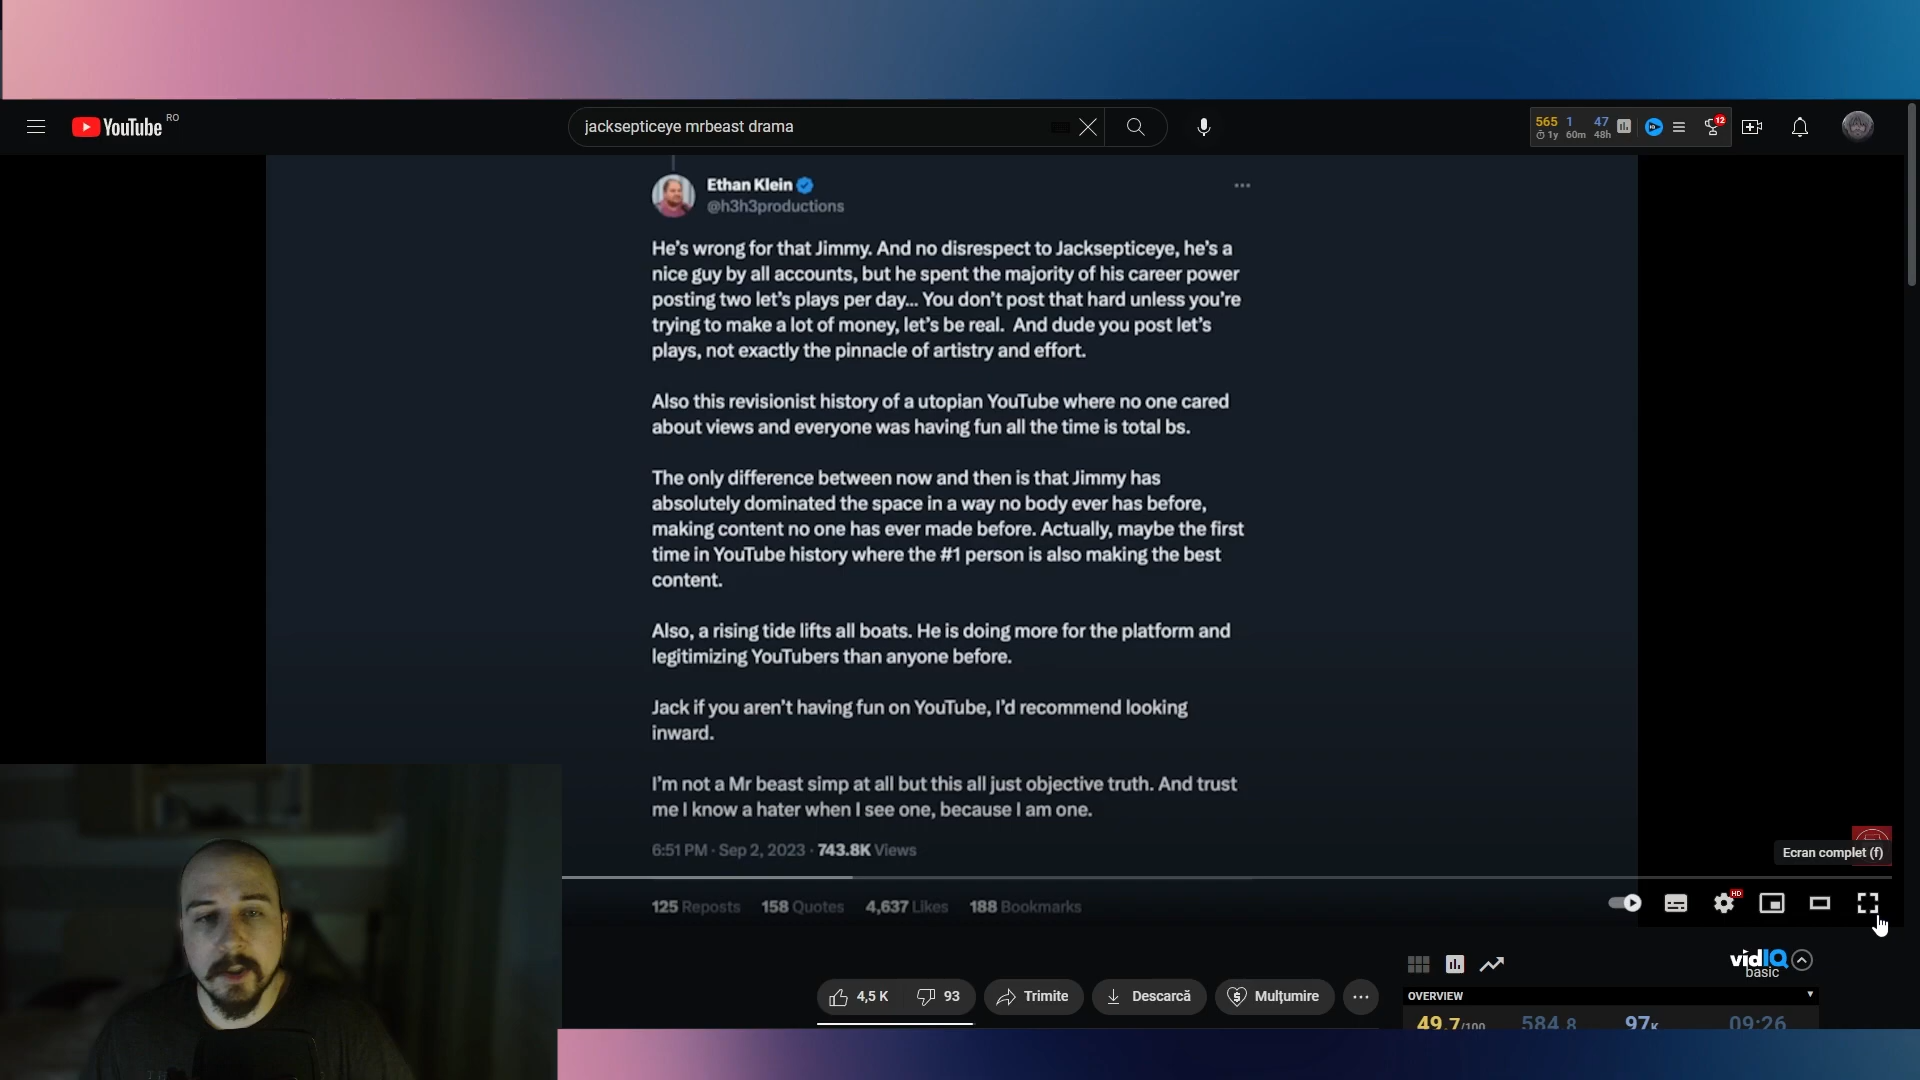 YouTube RO
jacksepticeye mrbeast drama
565 1 47
1y 60m 48h
12
Ethan Klein
@h3h3productions
He's wrong for that Jimmy. And no disrespect to Jacksepticeye, he's a
nice guy by all accounts, but he spent the majority of his career power
posting two let's plays per day... You don't post that hard unless you're
trying to make a lot of money, let's be real. And dude you post let's
plays, not exactly the pinnacle of artistry and effort.
Also this revisionist history of a utopian YouTube where no one cared
about views and everyone was having fun all the time is total bs.
The only difference between now and then is that Jimmy has
absolutely dominated the space in a way no body ever has before,
making content no one has ever made before. Actually, maybe the first
time in YouTube history where the #1 person is also making the best
content.
Also, a rising tide lifts all boats. He is doing more for the platform and
legitimizing YouTubers than anyone before.
Jack if you aren't having fun on YouTube, I'd recommend looking
inward.
I'm not a Mr beast simp at all but this all just objective truth. And trust
me I know a hater when I see one, because I am one.
6:51 PM · Sep 2, 2023 · 743.8K Views
Ecran complet (f)
HD
125 Reposts 158 Quotes 4,637 Likes 188 Bookmarks
vidIQ
basic
4,5 K 93 Trimite Descarcă Mulțumire
OVERVIEW
49.7/100 584.8 97K 09:26